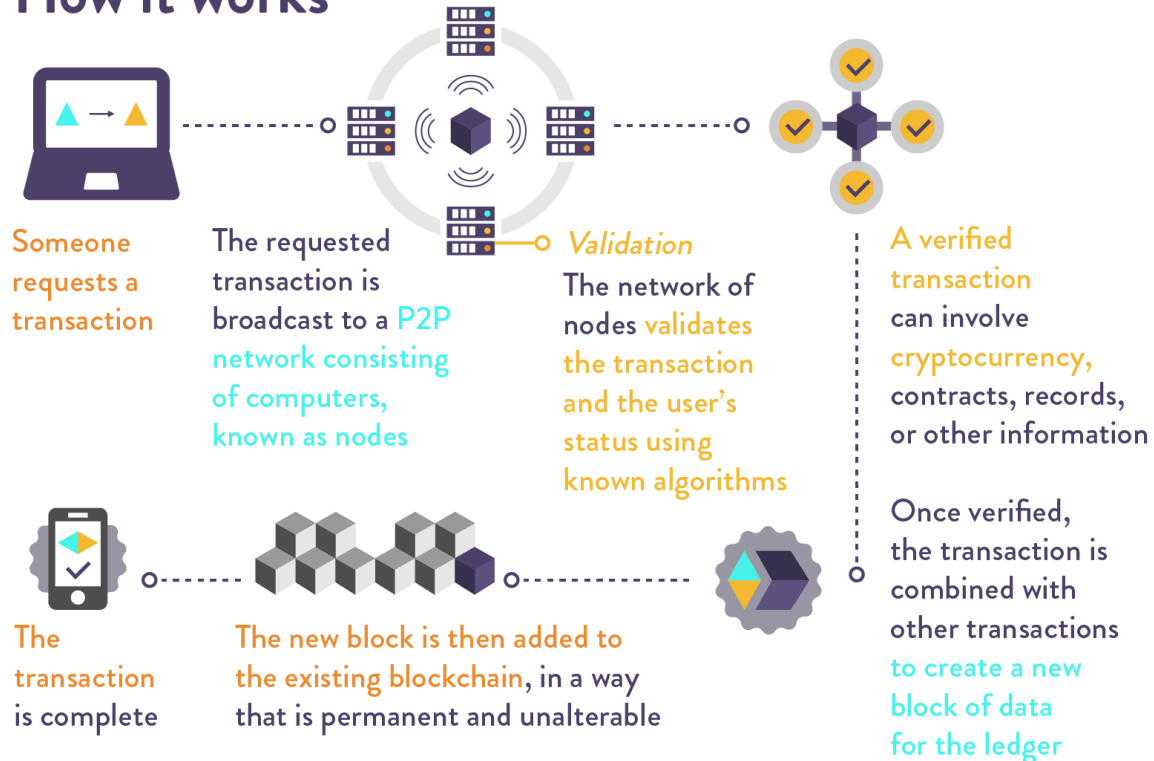 How it works
Someone
requests a
transaction
The requested
transaction is
broadcast to a P2P
network consisting
of computers,
known as nodes
Validation
The network of
nodes validates
the transaction
and the user’s
status using
known algorithms
A verified
transaction
can involve
cryptocurrency,
contracts, records,
or other information
Once verified,
the transaction is
combined with
other transactions
to create a new
block of data
for the ledger
The new block is then added to
the existing blockchain, in a way
that is permanent and unalterable
The
transaction
is complete